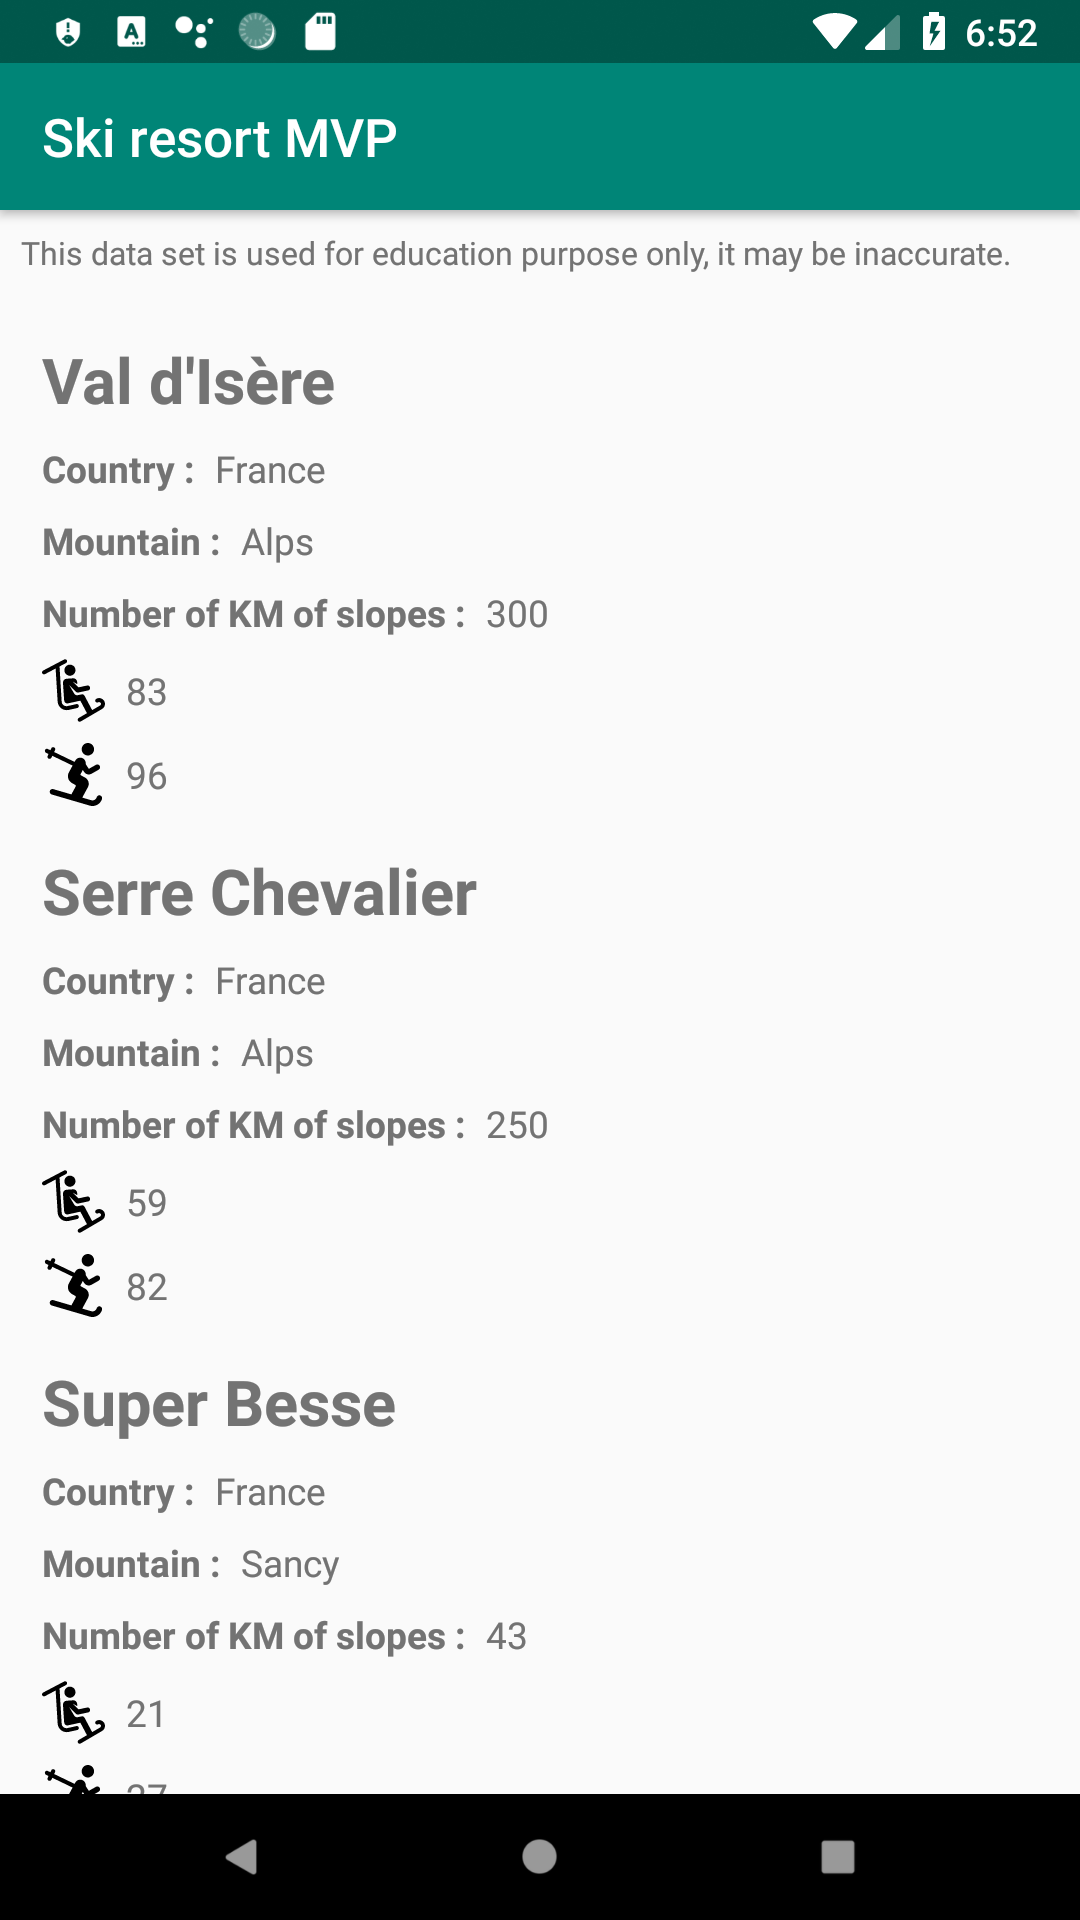 6:52
Ski resort MVP
This data set is used for education purpose only, it may be inaccurate.
Val d'Isère
Country : France
Mountain : Alps
Number of KM of slopes : 300
83
96
Serre Chevalier
Country : France
Mountain : Alps
Number of KM of slopes : 250
59
82
Super Besse
Country : France
Mountain : Sancy
Number of KM of slopes : 43
21